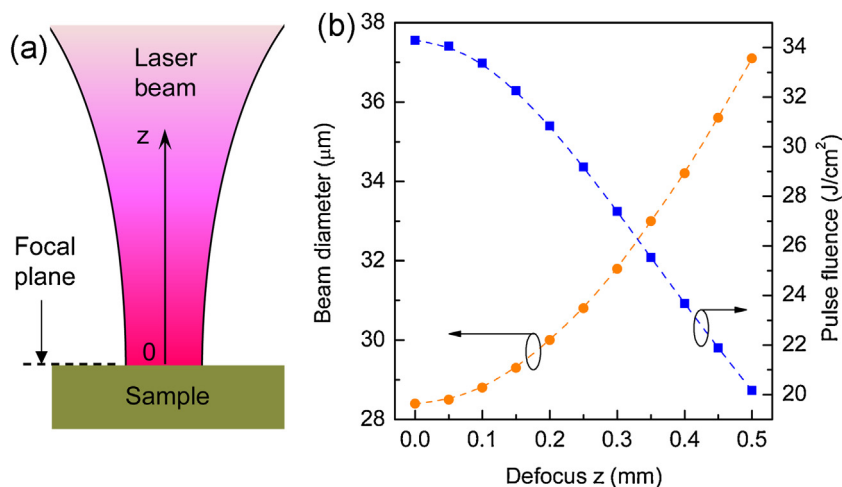 (a)
Laser
beam
z
Focal
plane
0
Sample
(b)
38
36
34
32
30
28
Beam diameter (μm)
0.0 0.1 0.2 0.3 0.4 0.5
Defocus z (mm)
34
32
30
28
26
24
22
20
Pulse fluence (J/cm²)